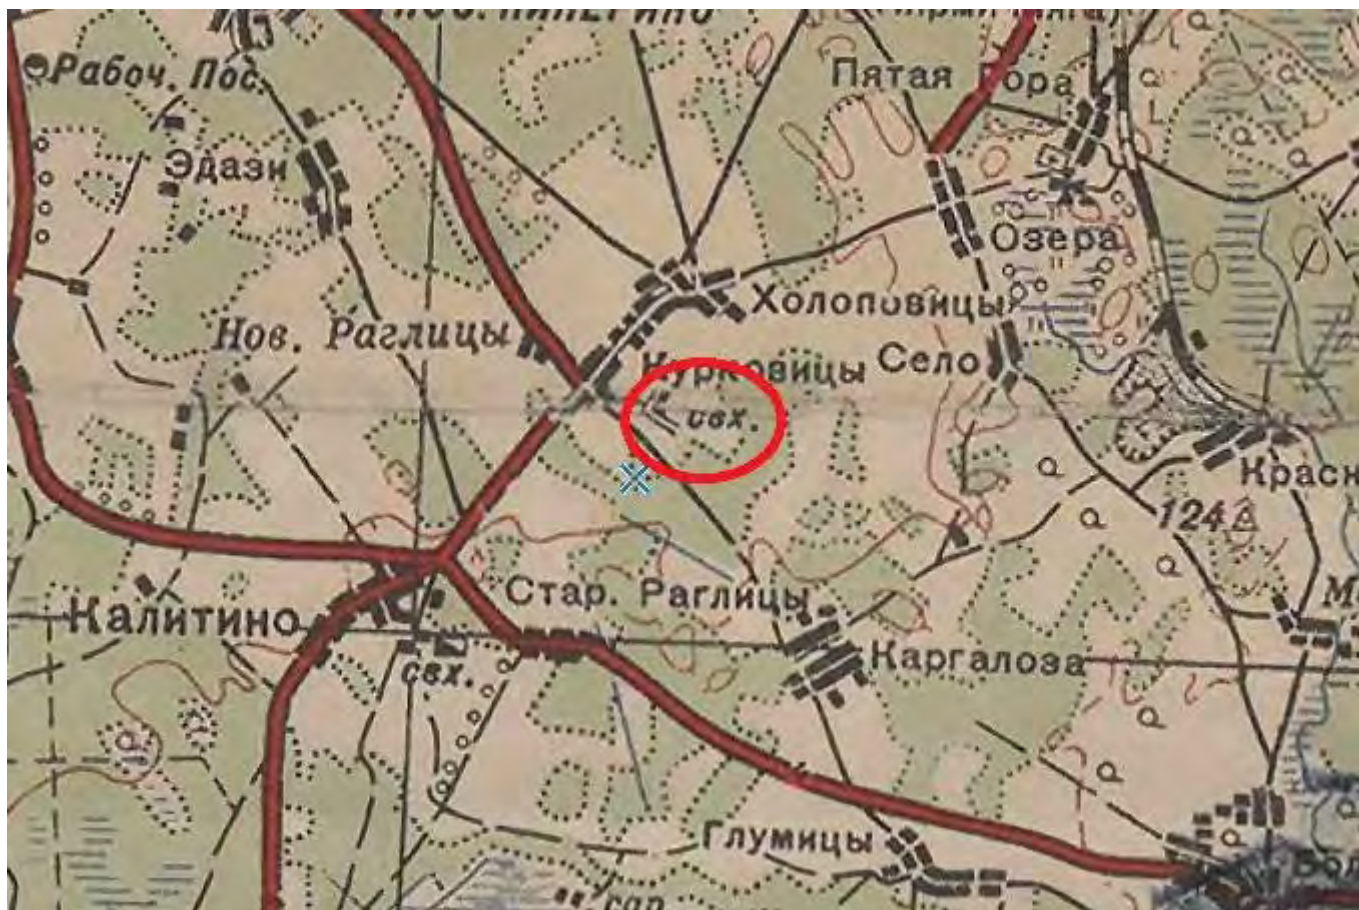 Рабоч. Пос.
Пятая Гора
Эдази
Озера
Холоповицы
Нов. Раглицы
Курковицы
Село
свх.
Красн
124
Стар. Раглицы
Калитино
Каргалоза
свх.
Глумицы